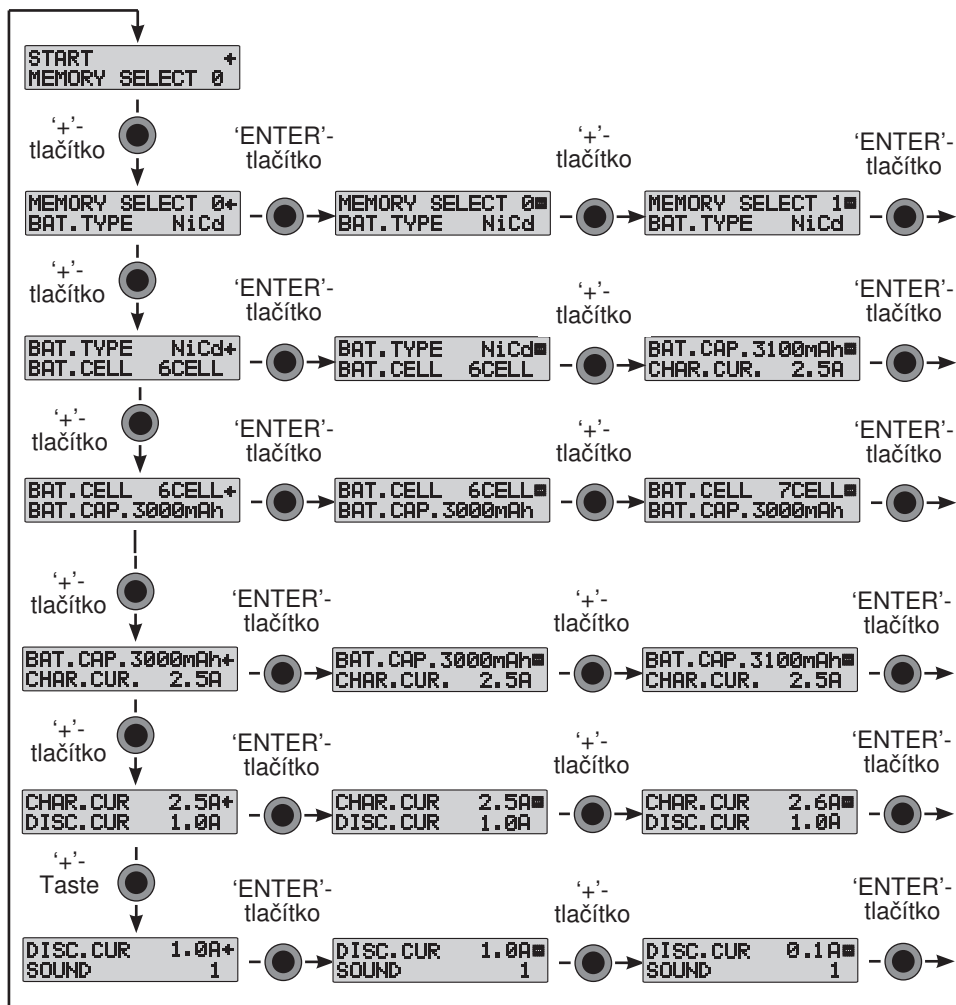 START ←
MEMORY SELECT 0
‘+’-
tlačítko
‘ENTER’-
tlačítko
‘+’-
tlačítko
‘ENTER’-
tlačítko
MEMORY SELECT 0←
BAT.TYPE NiCd
MEMORY SELECT 0
BAT.TYPE NiCd
MEMORY SELECT 1
BAT.TYPE NiCd
‘+’-
tlačítko
‘ENTER’-
tlačítko
‘+’-
tlačítko
‘ENTER’-
tlačítko
BAT.TYPE NiCd←
BAT.CELL 6CELL
BAT.TYPE NiCd
BAT.CELL 6CELL
BAT.CAP.3100mAh
CHAR.CUR. 2.5A
‘+’-
tlačítko
‘ENTER’-
tlačítko
‘+’-
tlačítko
‘ENTER’-
tlačítko
BAT.CELL 6CELL←
BAT.CAP.3000mAh
BAT.CELL 6CELL
BAT.CAP.3000mAh
BAT.CELL 7CELL
BAT.CAP.3000mAh
‘+’-
tlačítko
‘ENTER’-
tlačítko
‘+’-
tlačítko
‘ENTER’-
tlačítko
BAT.CAP.3000mAh←
CHAR.CUR. 2.5A
BAT.CAP.3000mAh
CHAR.CUR. 2.5A
BAT.CAP.3100mAh
CHAR.CUR. 2.5A
‘+’-
tlačítko
‘ENTER’-
tlačítko
‘+’-
tlačítko
‘ENTER’-
tlačítko
CHAR.CUR 2.5A←
DISC.CUR 1.0A
CHAR.CUR 2.5A
DISC.CUR 1.0A
CHAR.CUR 2.6A
DISC.CUR 1.0A
‘+’-
Taste
‘ENTER’-
tlačítko
‘+’-
tlačítko
‘ENTER’-
tlačítko
DISC.CUR 1.0A←
SOUND 1
DISC.CUR 1.0A
SOUND 1
DISC.CUR 0.1A
SOUND 1